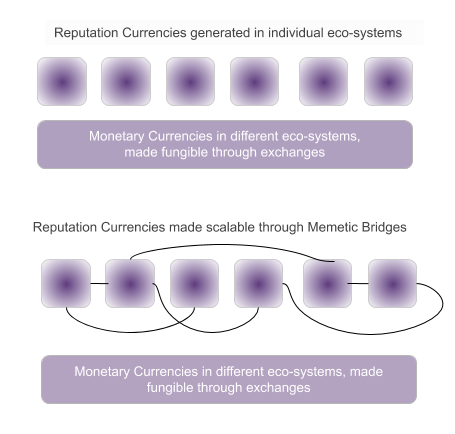 Reputation Currencies generated in individual eco-systems
Monetary Currencies in different eco-systems,
made fungible through exchanges
Reputation Currencies made scalable through Memetic Bridges
Monetary Currencies in different eco-systems, made
fungible through exchanges